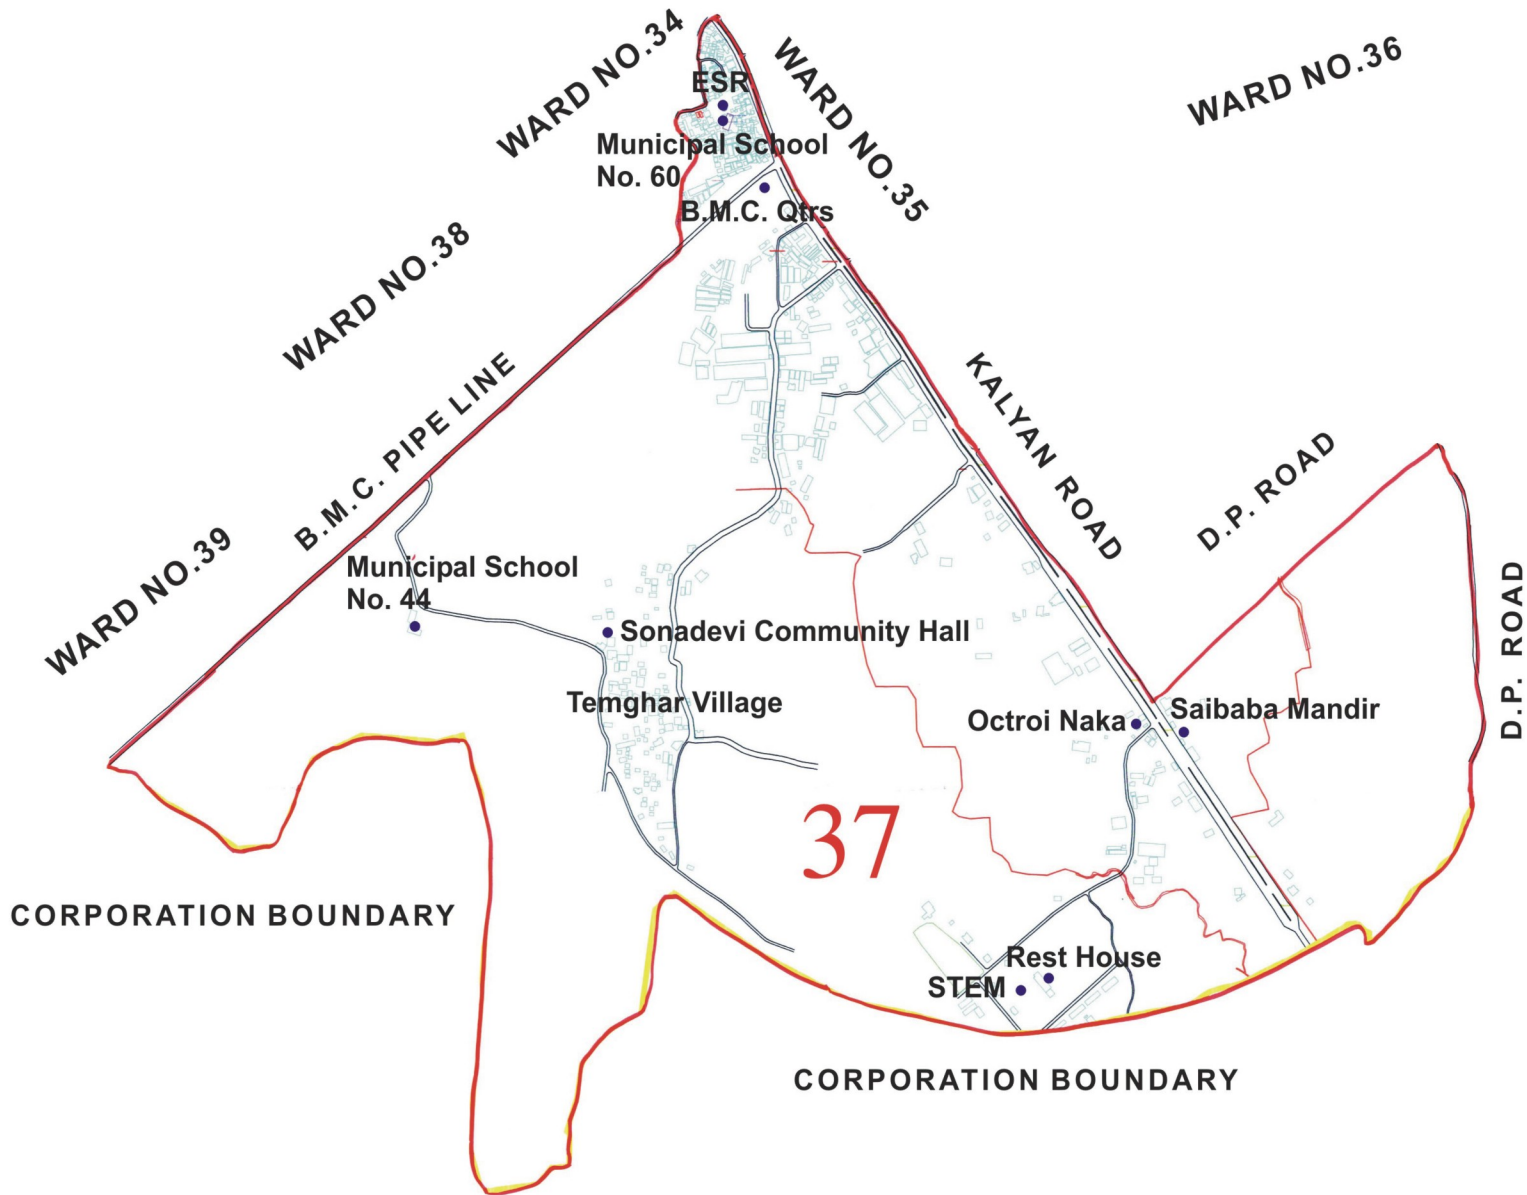 WARD NO.34
WARD NO.36
WARD NO.35
ESR
Municipal School
No. 60
B.M.C. Qtrs
WARD NO.38
B.M.C. PIPE LINE
KALYAN ROAD
D.P. ROAD
D.P. ROAD
WARD NO.39
Municipal School
No. 44
Sonadevi Community Hall
Temghar Village
Octroi Naka
Saibaba Mandir
37
CORPORATION BOUNDARY
Rest House
STEM
CORPORATION BOUNDARY